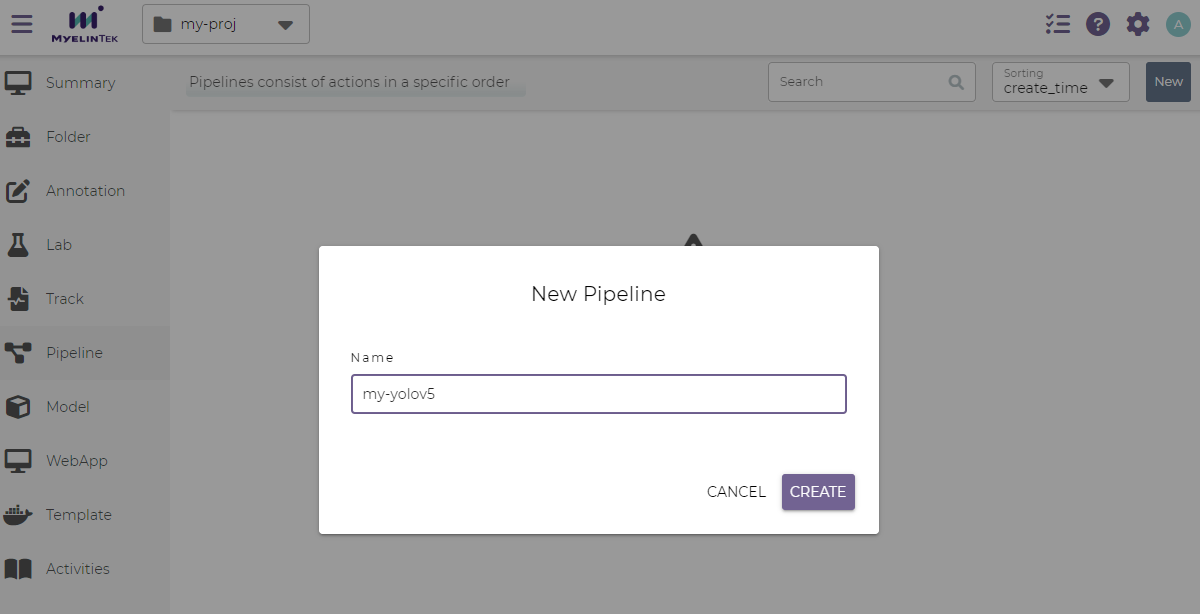 MYELINTEK
my-proj
A
Summary
Pipelines consist of actions in a specific order
Search
Sorting
create_time
New
Folder
Annotation
Lab
Track
Pipeline
Model
WebApp
Template
Activities
New Pipeline
Name
my-yolov5
CANCEL
CREATE